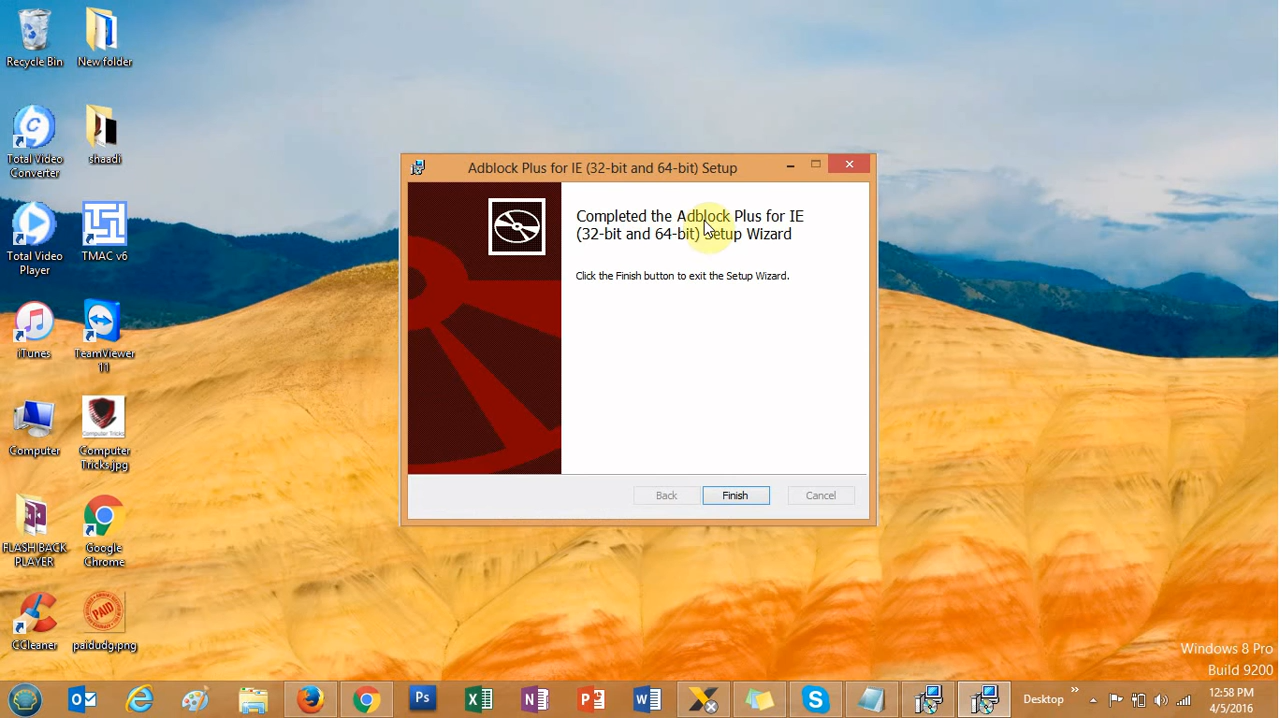 Recycle Bin
New folder
Total Video
Converter
shaadi
Total Video
Player
TMAC v6
iTunes
TeamViewer
11
Computer
Computer
Tricks.jpg
FLASH BACK
PLAYER
Google
Chrome
CCleaner
PAID
paidudg.png
Adblock Plus for IE (32-bit and 64-bit) Setup
Completed the Adblock Plus for IE
(32-bit and 64-bit) Setup Wizard
Click the Finish button to exit the Setup Wizard.
Back
Finish
Cancel
Windows 8 Pro
Build 9200
Desktop
12:58 PM
4/5/2016